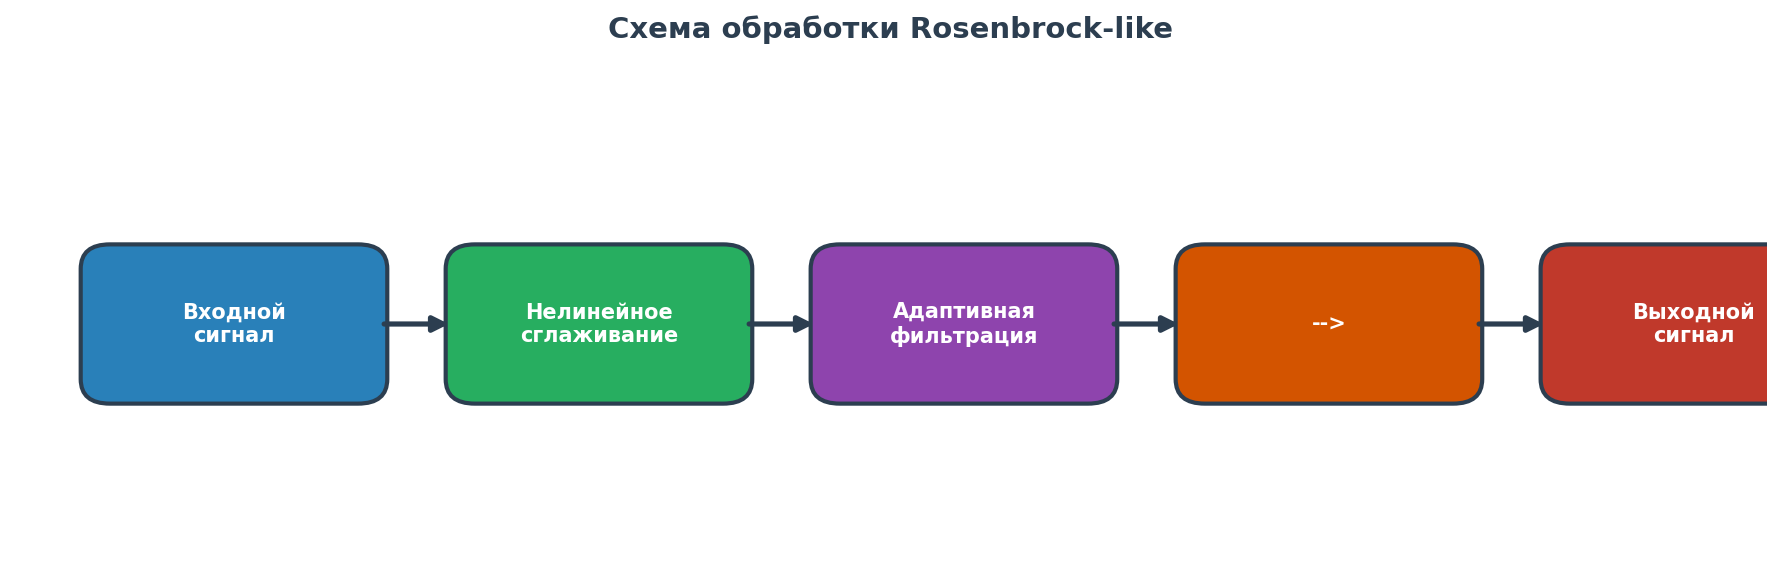 Схема обработки Rosenbrock-like
Входной
сигнал
Нелинейное
сглаживание
Адаптивная
фильтрация
-->
Выходной
сигнал